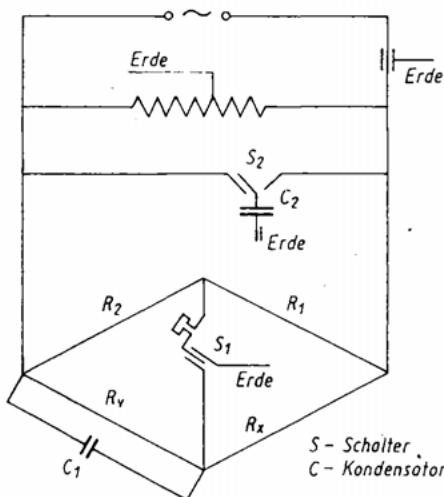 ~
Erde
Erde
S₂
C₂
Erde
R₂
R₁
S₁
Erde
Rᵥ
Rₓ
C₁
S – Schalter
C – Kondensator